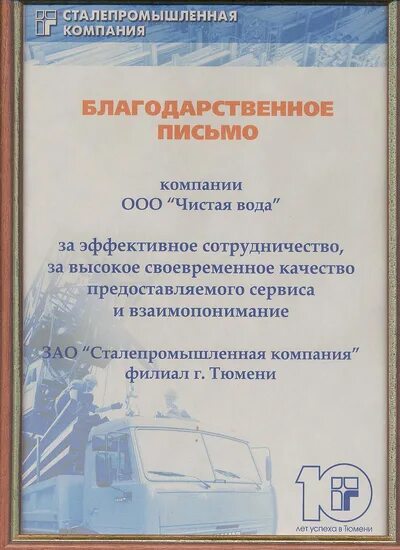 СТАЛЕПРОМЫШЛЕННАЯ
КОМПАНИЯ
БЛАГОДАРСТВЕННОЕ
ПИСЬМО
компании
ООО "Чистая вода"
за эффективное сотрудничество,
за высокое своевременное качество
предоставляемого сервиса
и взаимопонимание
ЗАО "Сталепромышленная компания"
филиал г. Тюмени
10
лет успеха в Тюмени